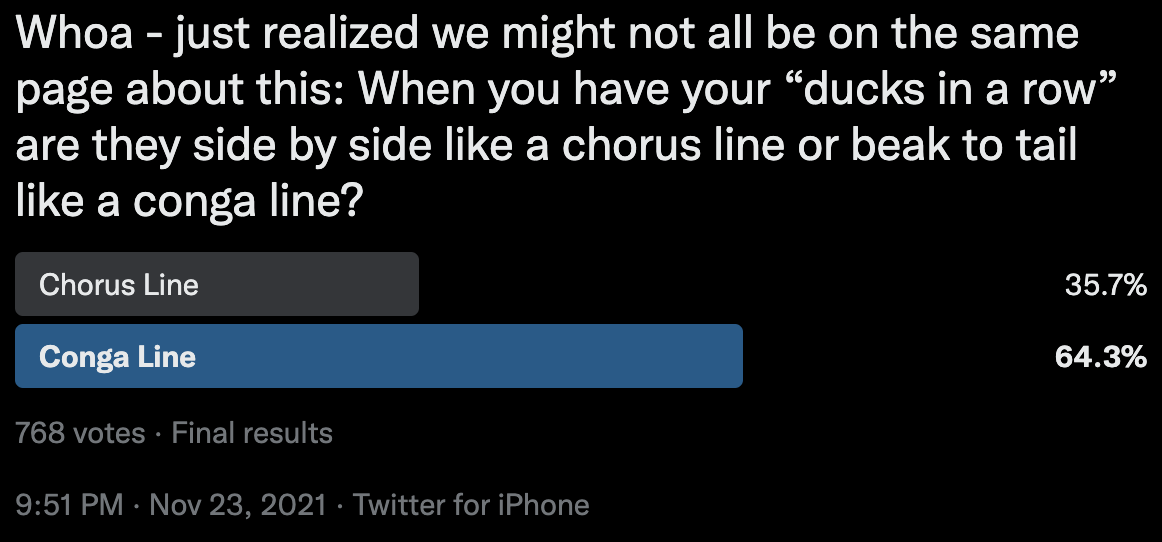 Whoa - just realized we might not all be on the same
page about this: When you have your “ducks in a row”
are they side by side like a chorus line or beak to tail
like a conga line?
Chorus Line 35.7%
Conga Line 64.3%
768 votes · Final results
9:51 PM · Nov 23, 2021 · Twitter for iPhone